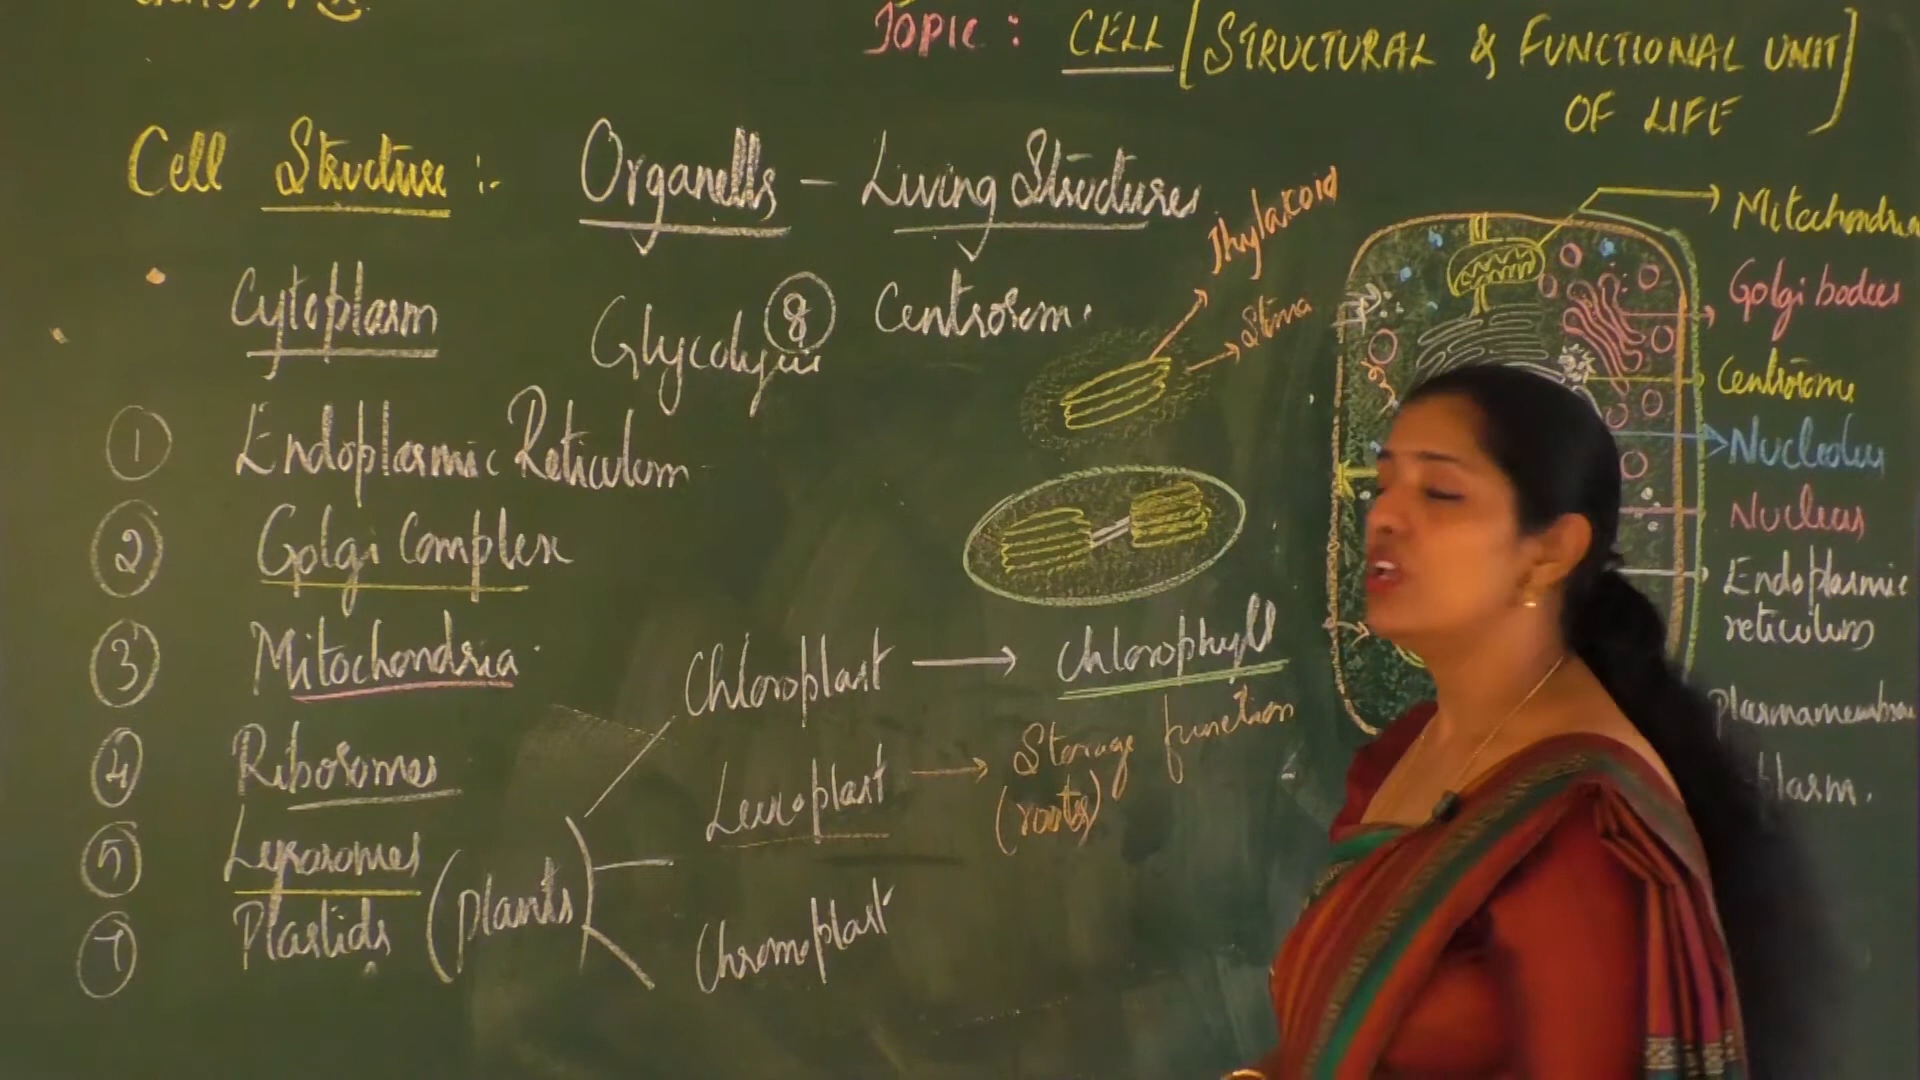 TOPIC : CELL [STRUCTURAL & FUNCTIONAL UNIT]
OF LIFE
Cell Structure :- Organells - Living Structures
Cytoplasm
Glycolysis
8 Centrosome.
1 Endoplasmic Reticulum
2 Golgi Complex
3 Mitochondria
4 Ribosomes
5 Lysosomes
7 Plastids (plants)
Chloroplast → Chlorophyll
Leucoplast → Storage function
(roots)
Chromoplast
Thylakoid
Stroma
Mitochondria
Golgi bodies
Centrosome
Nucleolus
Nucleus
Endoplasmic
reticulum
Plasmamembrane
plasm.